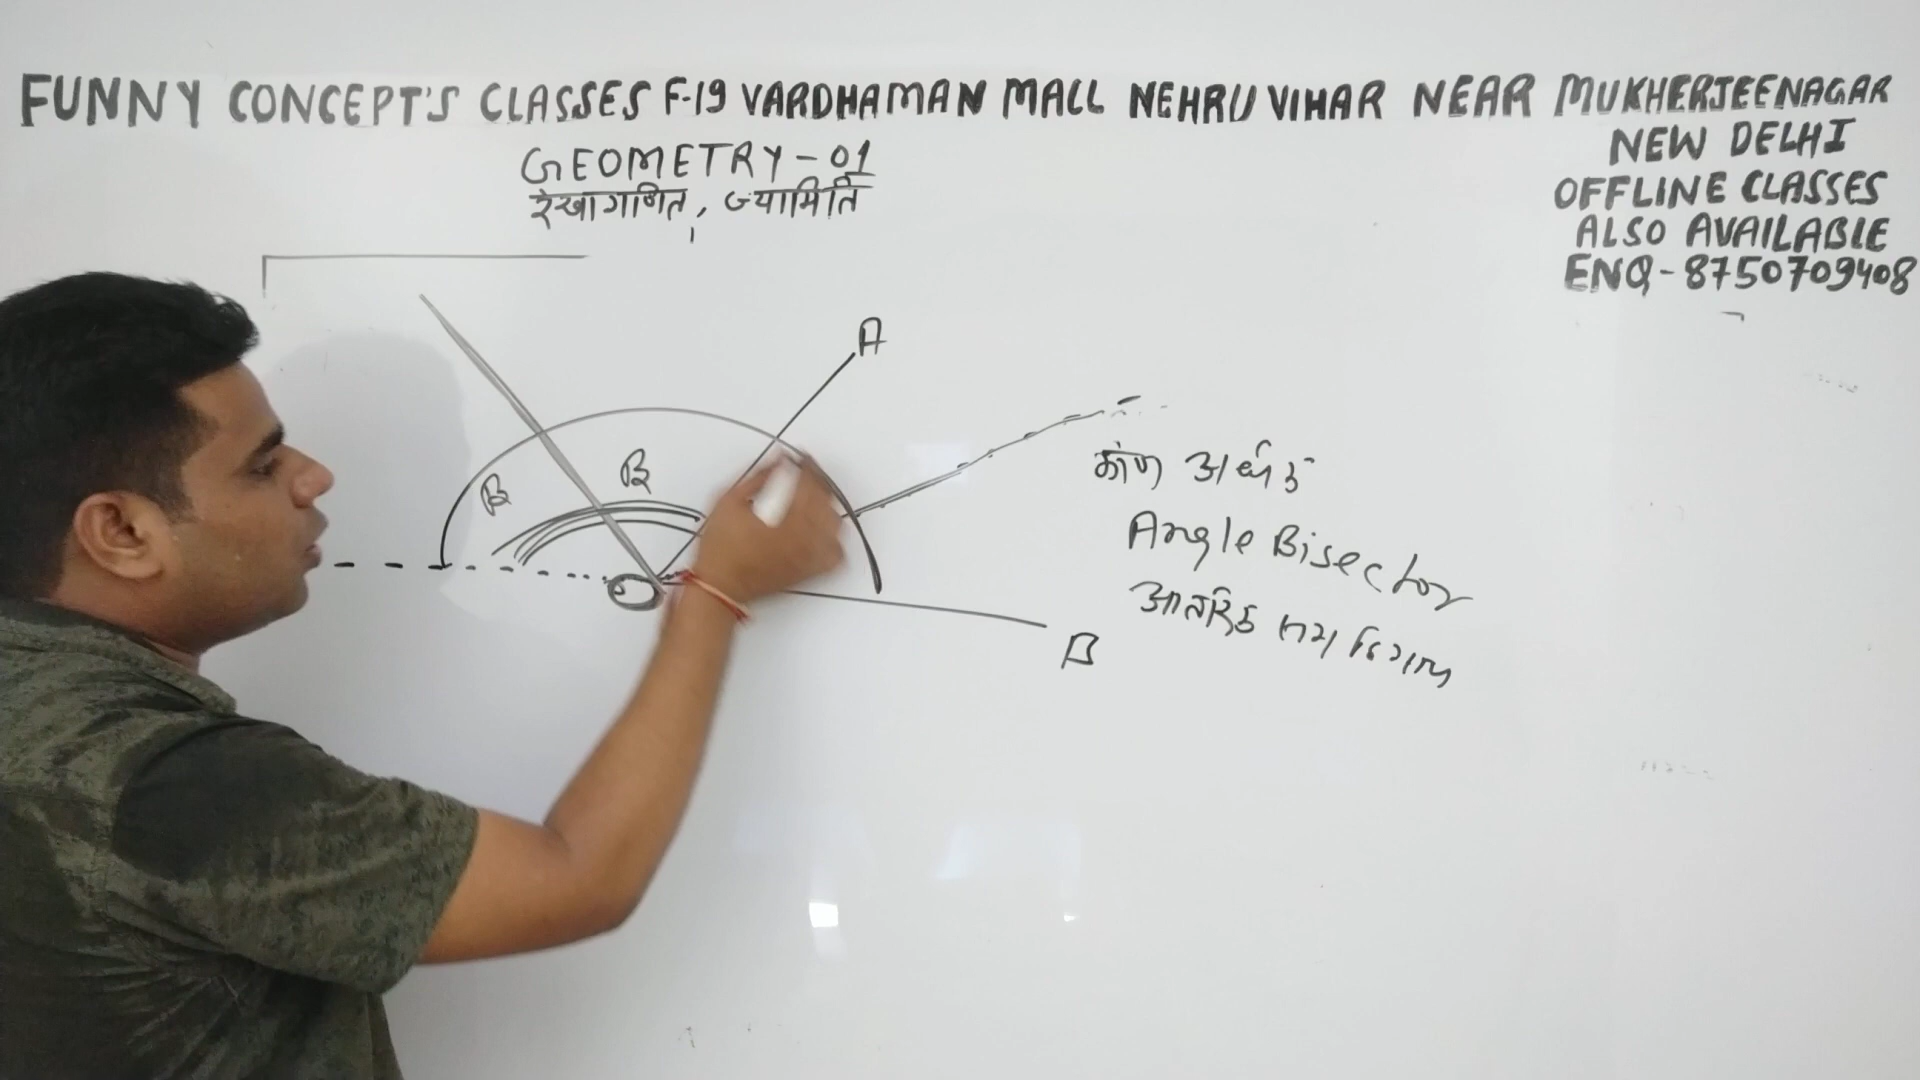 FUNNY CONCEPT'S CLASSES F-19 VARDHAMAN MALL NEHRU VIHAR NEAR MUKHERJEENAGAR
NEW DELHI
OFFLINE CLASSES
ALSO AVAILABLE
ENQ - 8750709408
GEOMETRY - 01
रेखागणित, ज्यामिति
A
B
B
O
B
कोण
Angle Bisector